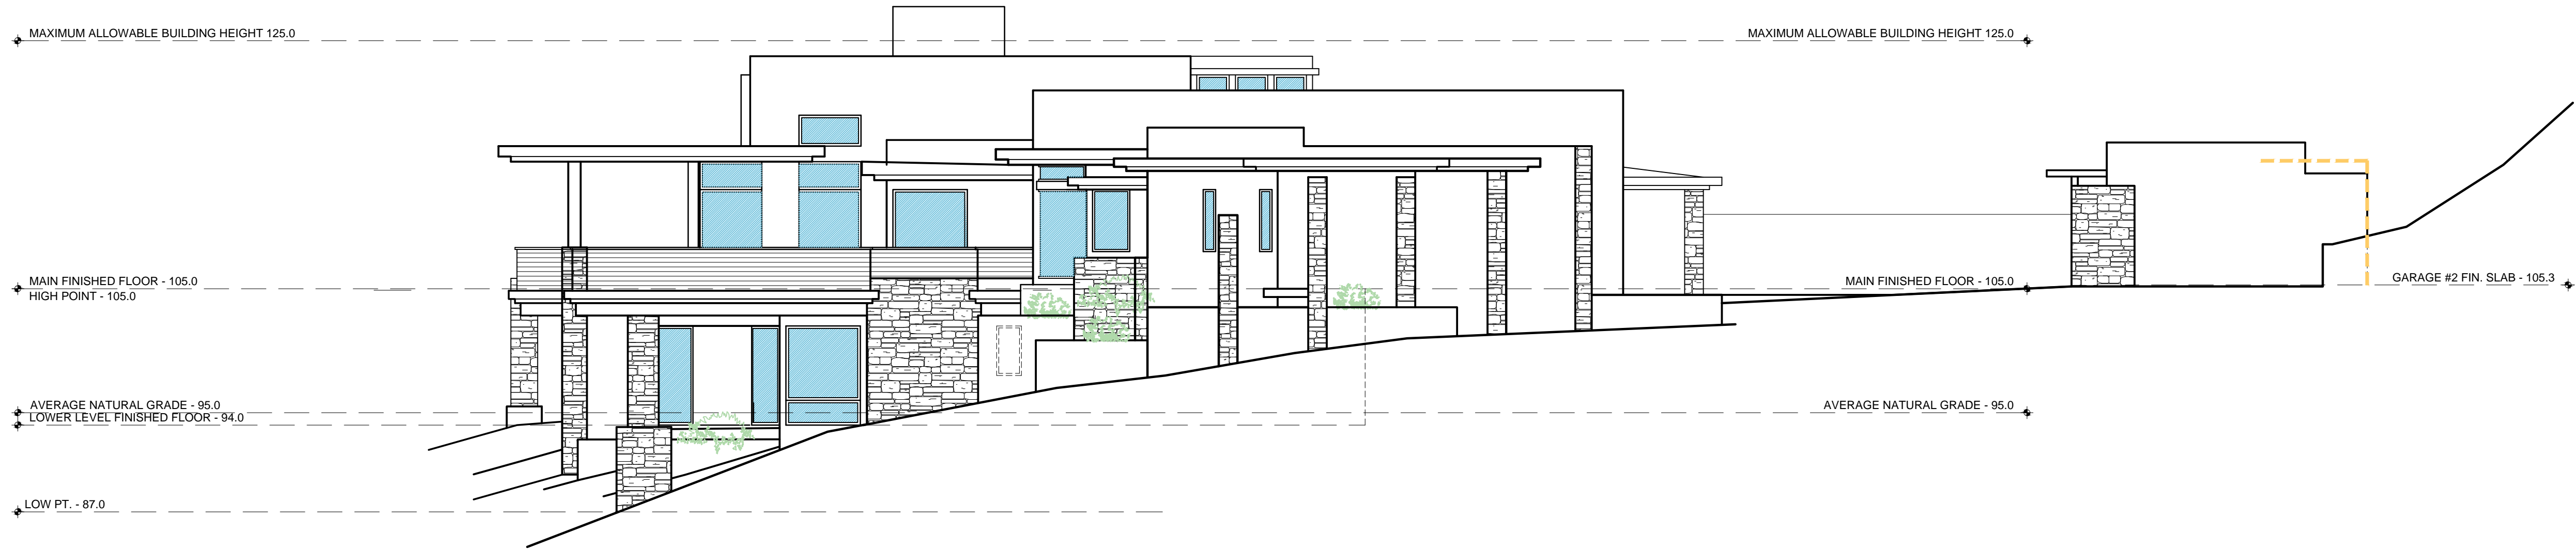 MAXIMUM ALLOWABLE BUILDING HEIGHT 125.0
MAXIMUM ALLOWABLE BUILDING HEIGHT 125.0
MAIN FINISHED FLOOR - 105.0
HIGH POINT - 105.0
MAIN FINISHED FLOOR - 105.0
GARAGE #2 FIN. SLAB - 105.3
AVERAGE NATURAL GRADE - 95.0
LOWER LEVEL FINISHED FLOOR - 94.0
AVERAGE NATURAL GRADE - 95.0
LOW PT. - 87.0